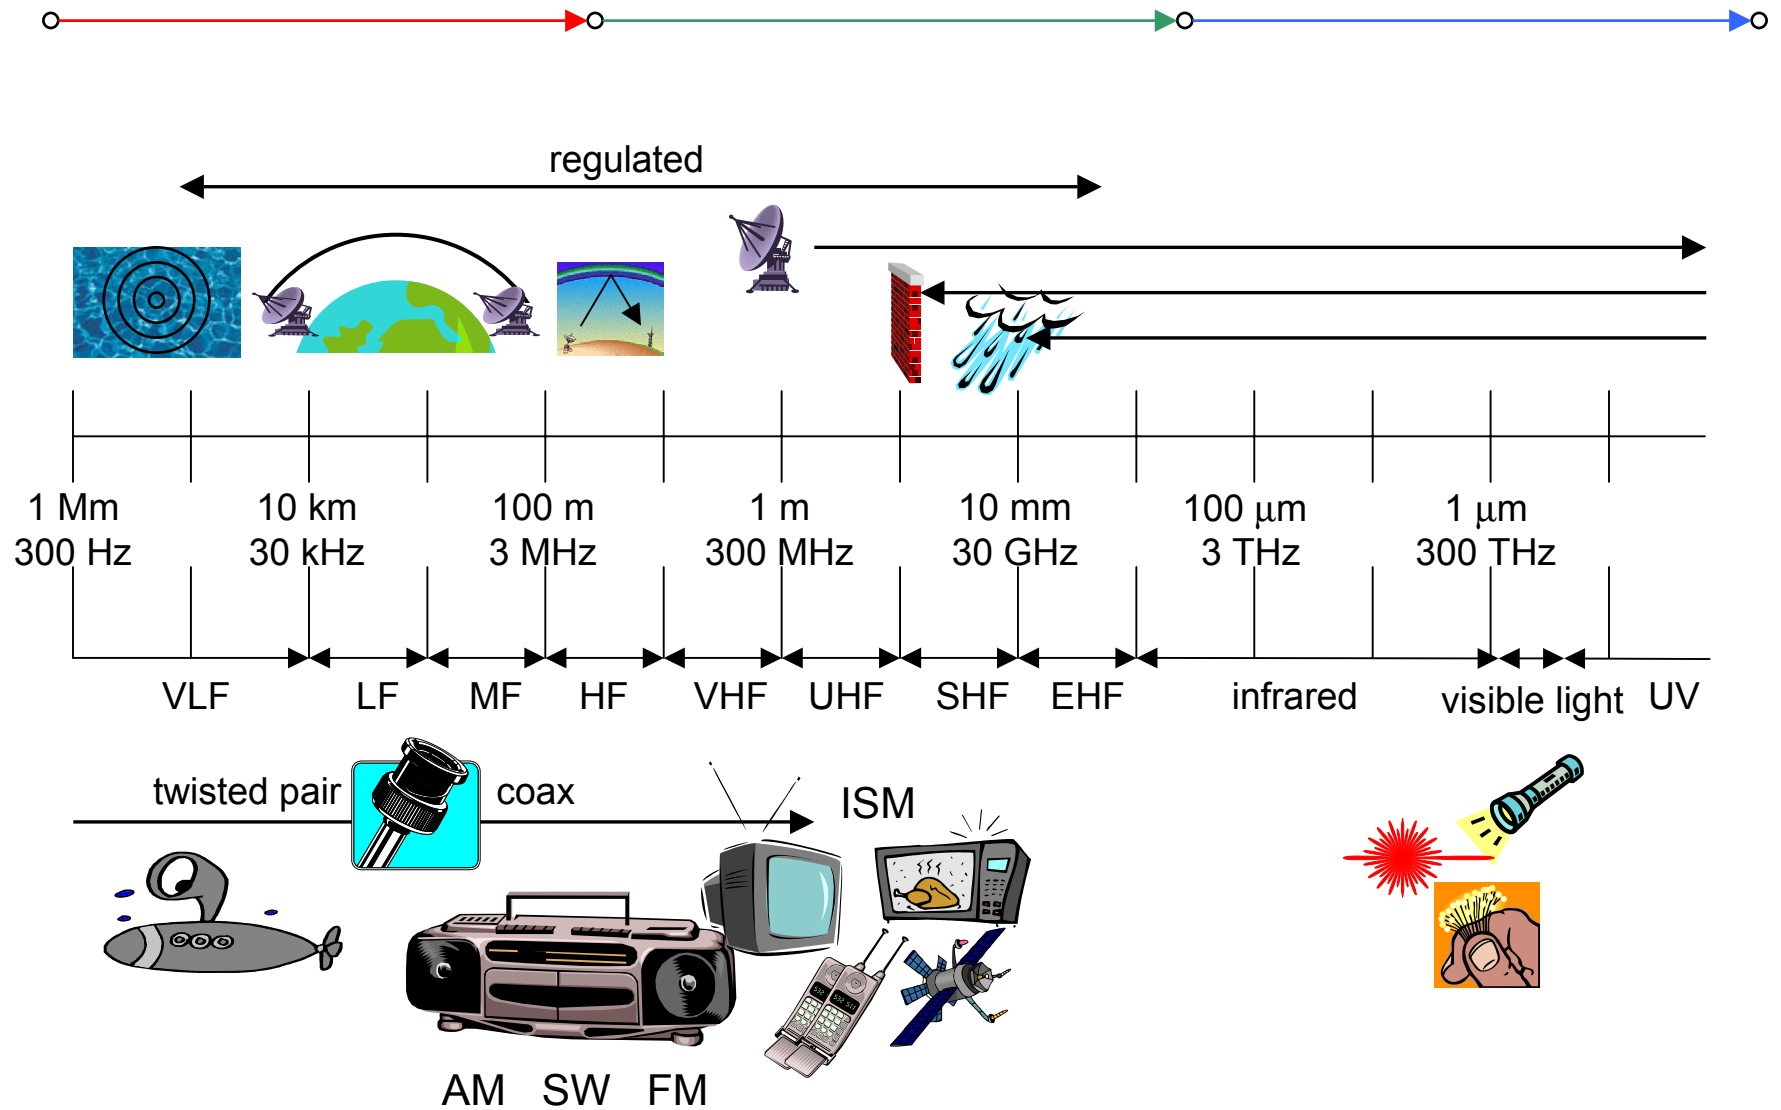 regulated
1 Mm 10 km 100 m 1 m 10 mm 100 μm 1 μm
300 Hz 30 kHz 3 MHz 300 MHz 30 GHz 3 THz 300 THz
VLF LF MF HF VHF UHF SHF EHF infrared visible light UV
twisted pair coax ISM
AM SW FM